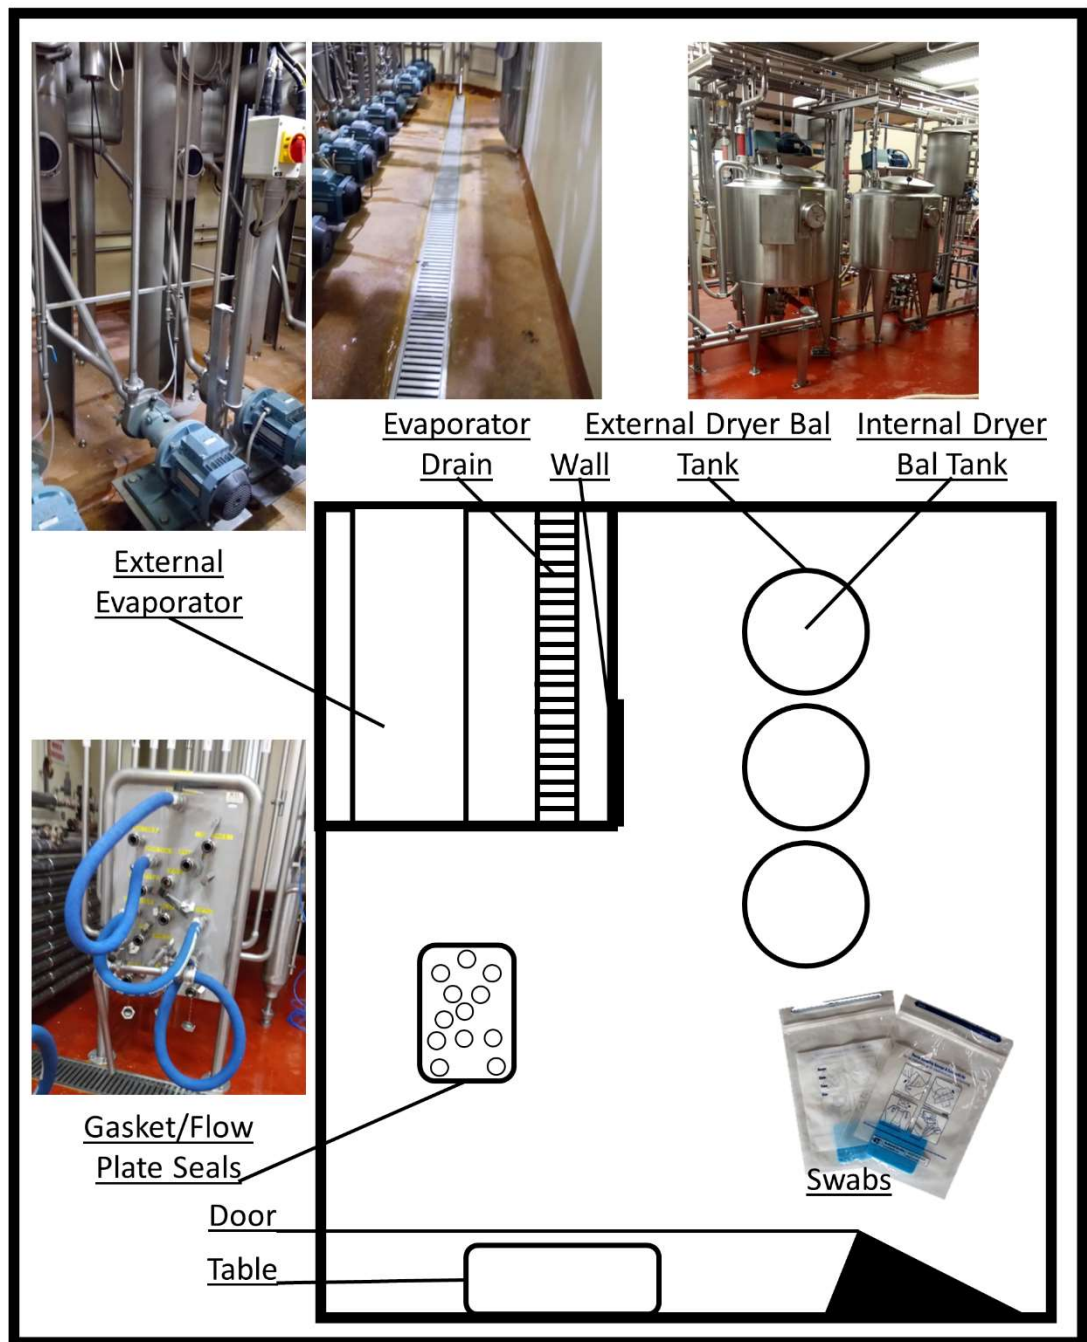 Evaporator
Drain
Wall
External Dryer Bal
Tank
Internal Dryer
Bal Tank
External
Evaporator
Gasket/Flow
Plate Seals
Swabs
Door
Table